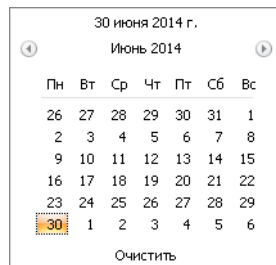 30 июня 2014 г.
Июнь 2014
Пн Вт Ср Чт Пт Сб Вс
26 27 28 29 30 31 1
2 3 4 5 6 7 8
9 10 11 12 13 14 15
16 17 18 19 20 21 22
23 24 25 26 27 28 29
30 1 2 3 4 5 6
Очистить